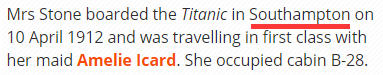 Mrs Stone boarded the Titanic in Southampton on
10 April 1912 and was travelling in first class with
her maid Amelie Icard. She occupied cabin B-28.